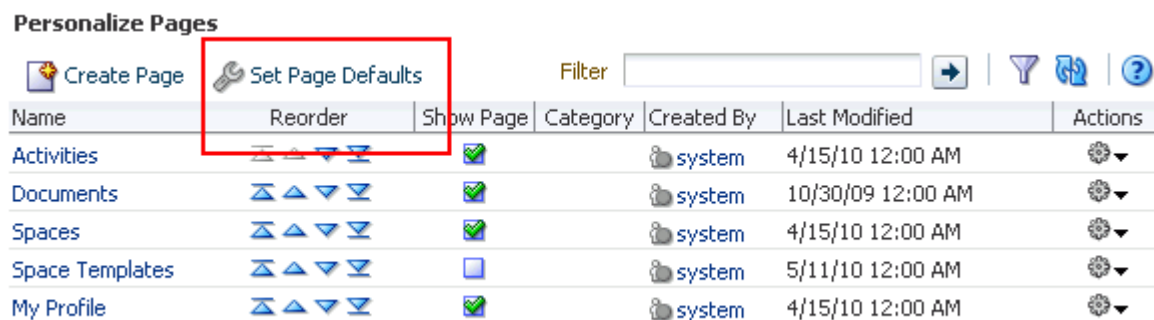 Personalize Pages
Create Page Set Page Defaults Filter
Name Reorder Show Page Category Created By Last Modified Actions
Activities system 4/15/10 12:00 AM
Documents system 10/30/09 12:00 AM
Spaces system 4/15/10 12:00 AM
Space Templates system 5/11/10 12:00 AM
My Profile system 4/15/10 12:00 AM